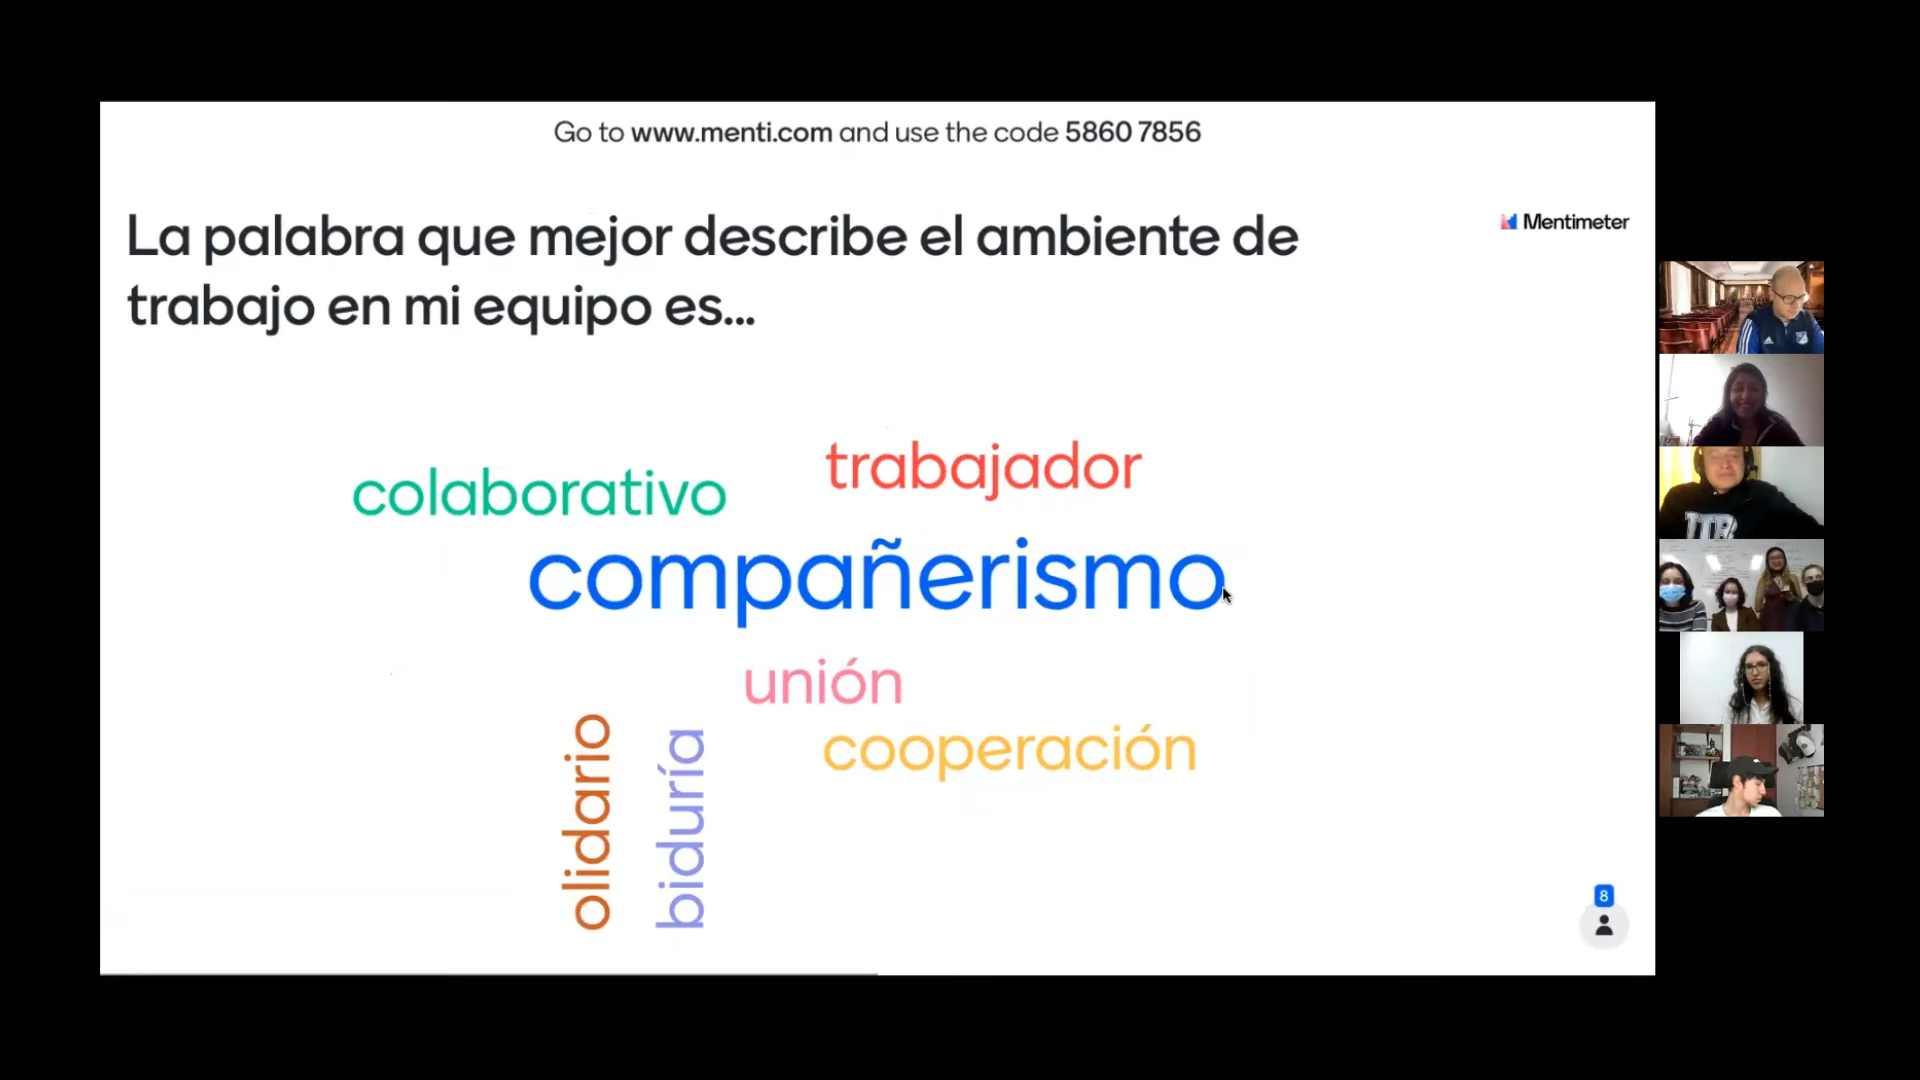 Go to www.menti.com and use the code 5860 7856
La palabra que mejor describe el ambiente de
trabajo en mi equipo es...
Mentimeter
trabajador
colaborativo
compañerismo
unión
cooperación
olidario
biduría
8